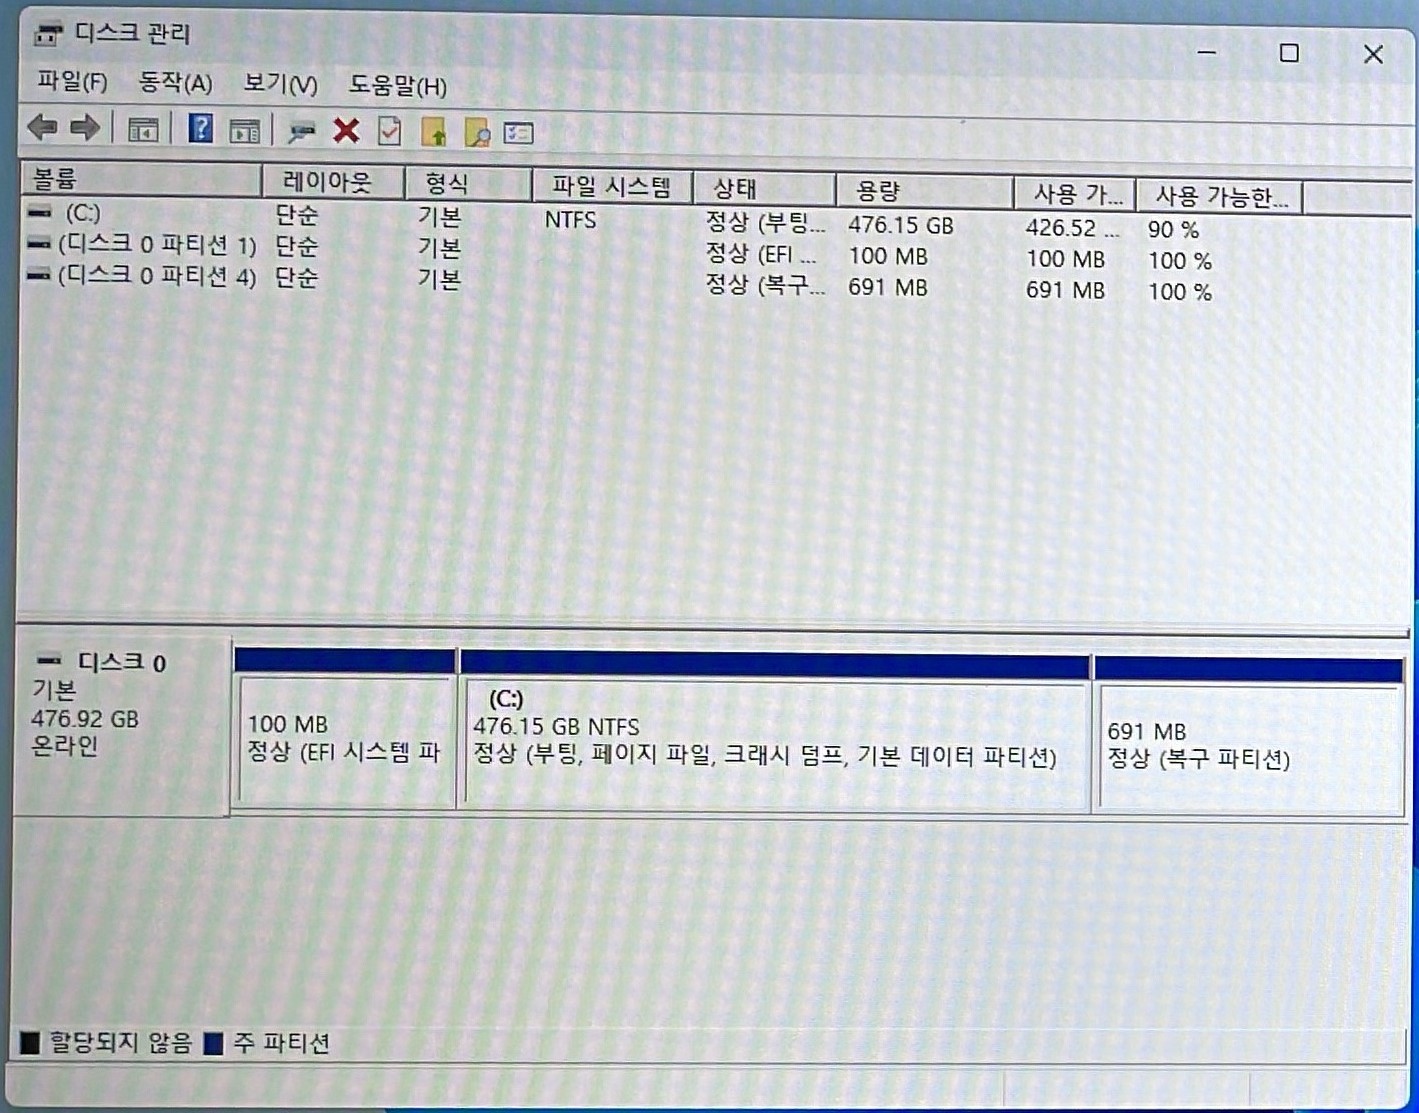 디스크 관리
파일(F) 동작(A) 보기(V) 도움말(H)
볼륨 레이아웃 형식 파일 시스템 상태 용량 사용 가... 사용 가능한...
(C:) 단순 기본 NTFS 정상 (부팅... 476.15 GB 426.52 ... 90 %
(디스크 0 파티션 1) 단순 기본 정상 (EFI ... 100 MB 100 MB 100 %
(디스크 0 파티션 4) 단순 기본 정상 (복구... 691 MB 691 MB 100 %
디스크 0
기본
476.92 GB
온라인
100 MB
정상 (EFI 시스템 파
(C:)
476.15 GB NTFS
정상 (부팅, 페이지 파일, 크래시 덤프, 기본 데이터 파티션)
691 MB
정상 (복구 파티션)
할당되지 않음 주 파티션